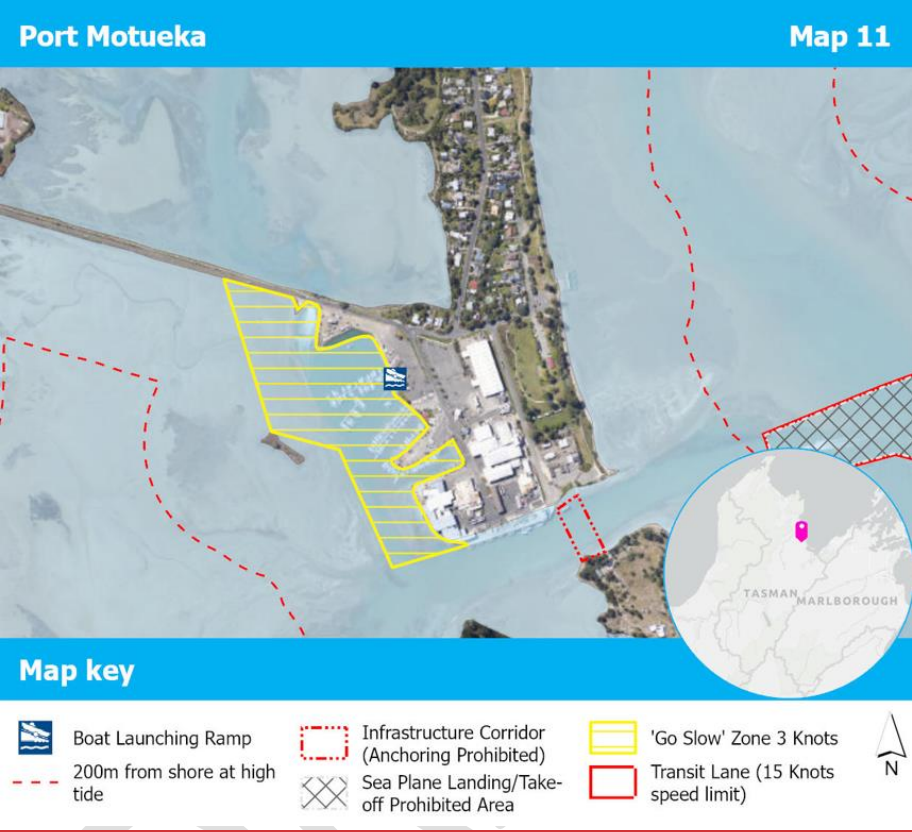 Port Motueka
Map 11
TASMAN
MARLBOROUGH
Map key
Boat Launching Ramp
200m from shore at high
tide
Infrastructure Corridor
(Anchoring Prohibited)
Sea Plane Landing/Take-
off Prohibited Area
'Go Slow' Zone 3 Knots
Transit Lane (15 Knots
speed limit)
N